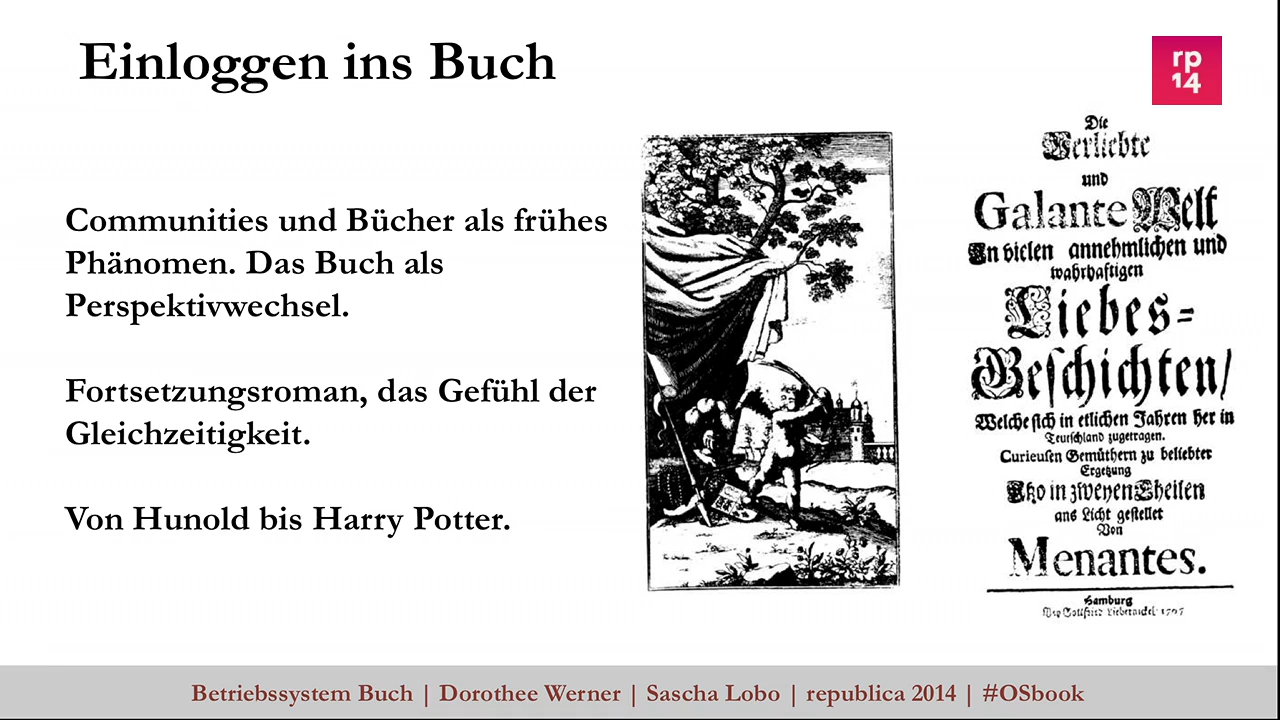 Einloggen ins Buch
rp
14
Communities und Bücher als frühes
Phänomen. Das Buch als
Perspektivwechsel.
Fortsetzungsroman, das Gefühl der
Gleichzeitigkeit.
Von Hunold bis Harry Potter.
Die
Verliebte
und
Galante Welt
In vielen annehmlichen und
wahrhaftigen
Liebes-
Geschichten/
Welche sich in etlichen Jahren her in
Teutschland zugetragen.
Curieusen Gemüthern zu beliebter
Ergetzung
Itzo in zweyen Theilen
ans Licht gestellet
Von
Menantes.
Hamburg
Betriebssystem Buch | Dorothee Werner | Sascha Lobo | republica 2014 | #OSbook